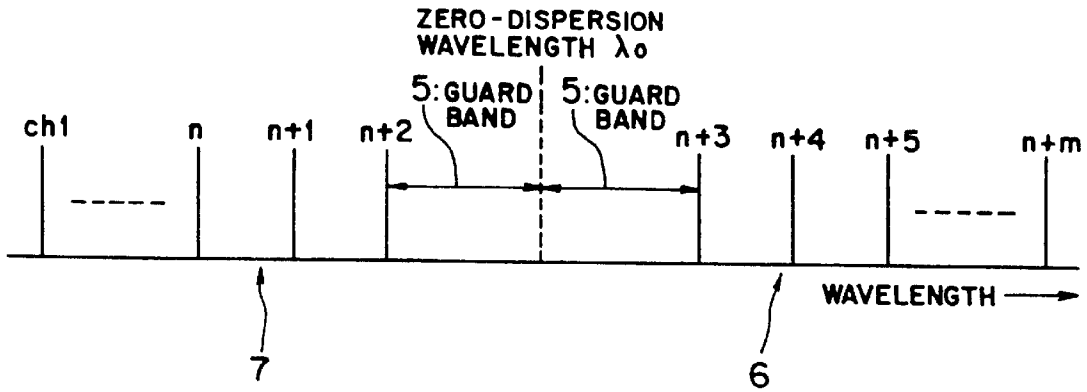 ZERO-DISPERSION
WAVELENGTH λo
5:GUARD
BAND
5:GUARD
BAND
ch1
n
n+1
n+2
n+3
n+4
n+5
n+m
WAVELENGTH
7
6